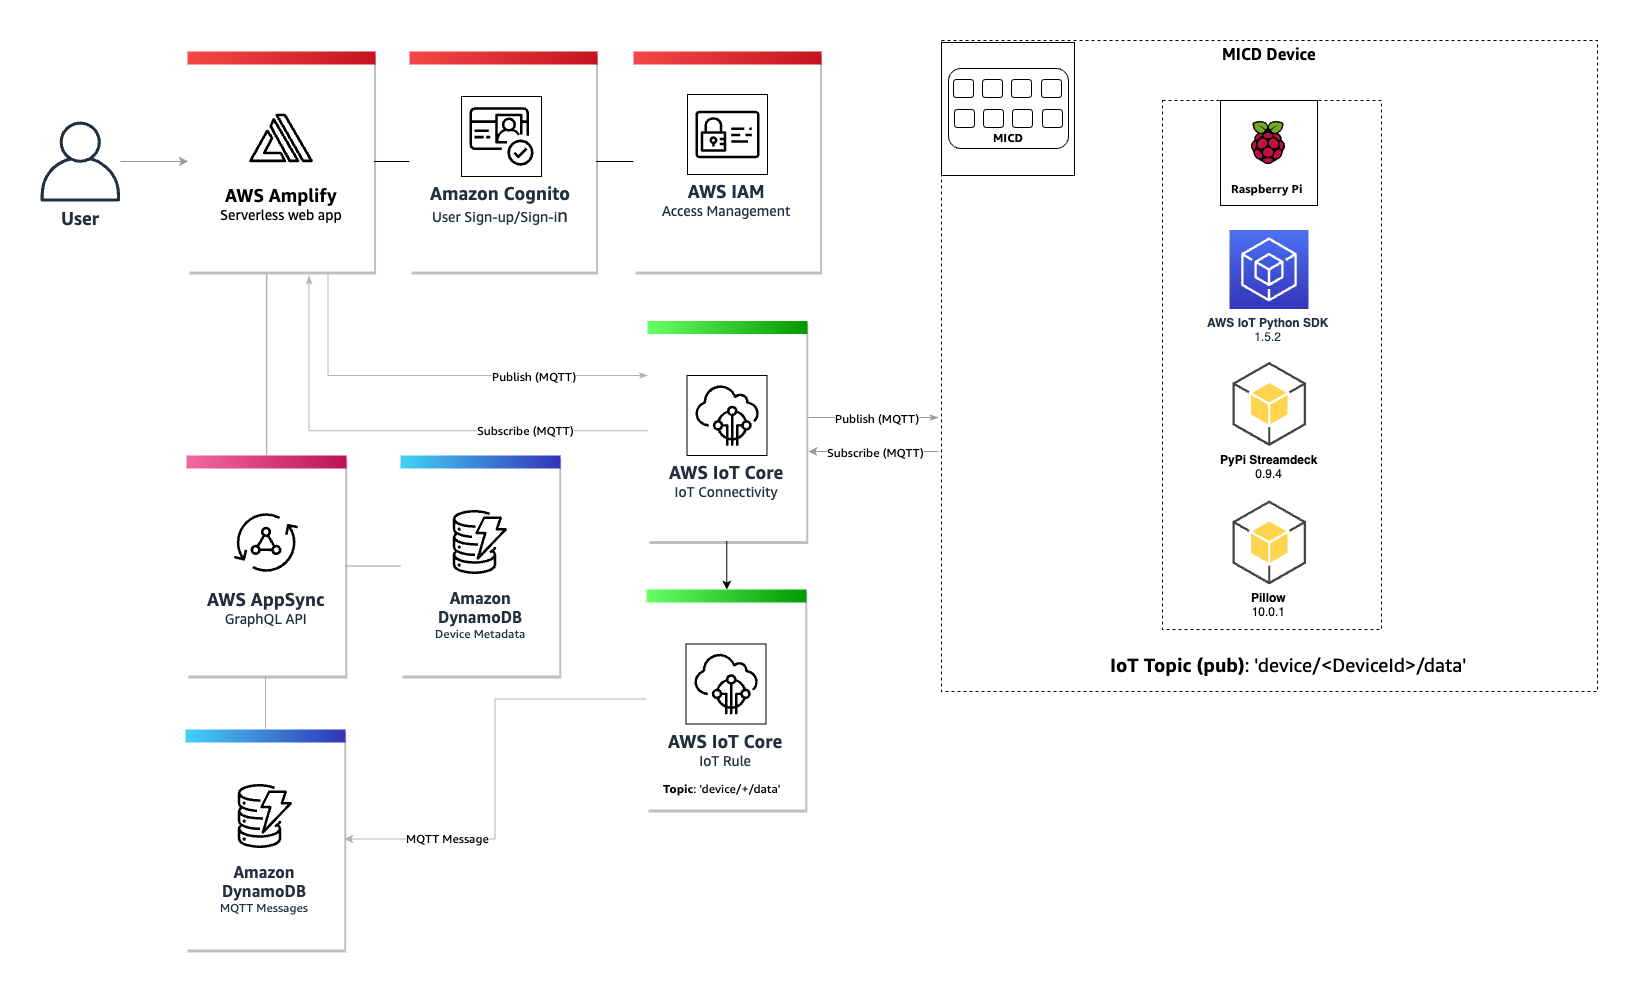 User
AWS Amplify
Serverless web app
Amazon Cognito
User Sign-up/Sign-in
AWS IAM
Access Management
MICD
MICD Device
Raspberry Pi
AWS IoT Python SDK
1.5.2
PyPi Streamdeck
0.9.4
Pillow
10.0.1
IoT Topic (pub): 'device/<DeviceId>/data'
Publish (MQTT)
Subscribe (MQTT)
AWS IoT Core
IoT Connectivity
Publish (MQTT)
Subscribe (MQTT)
AWS AppSync
GraphQL API
Amazon
DynamoDB
Device Metadata
AWS IoT Core
IoT Rule
Topic: 'device/+/data'
MQTT Message
Amazon
DynamoDB
MQTT Messages